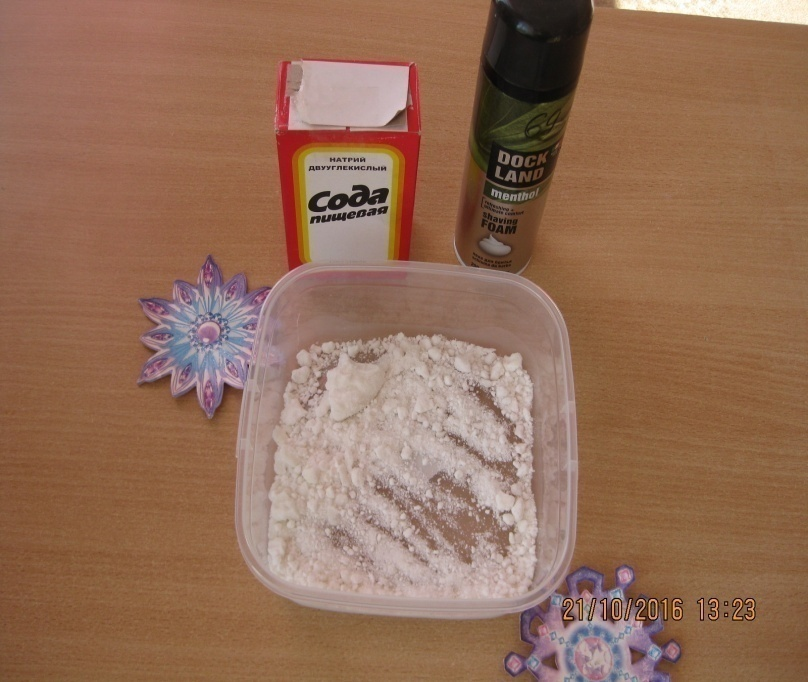 НАТРИЙ
ДВУУГЛЕКИСЛЫЙ
Сода
пищевая
DOCK
LAND
menthol
shaving
FOAM
21/10/2016 13:23